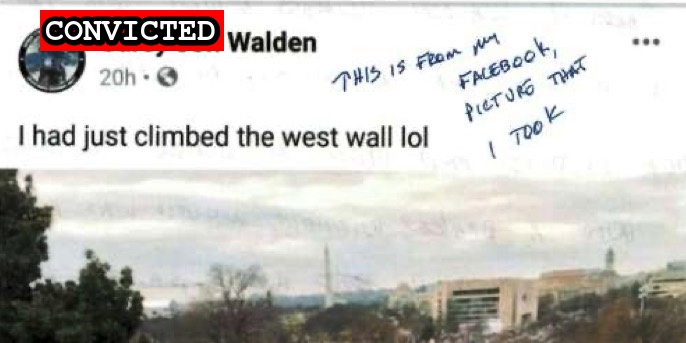 CONVICTED
Walden
20h
I had just climbed the west wall lol
THIS IS FROM MY
FACEBOOK,
PICTURE THAT
I TOOK